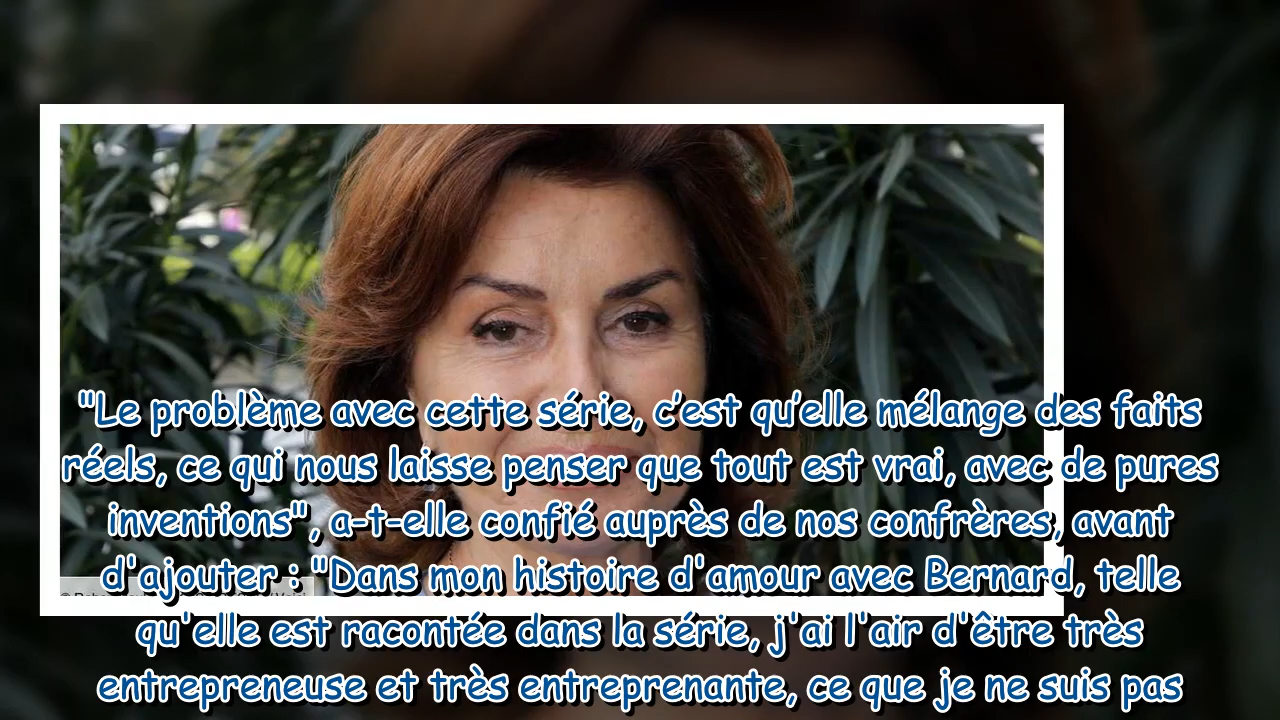 "Le problème avec cette série, c’est qu’elle mélange des faits
réels, ce qui nous laisse penser que tout est vrai, avec de pures
inventions", a-t-elle confié auprès de nos confrères, avant
d'ajouter : "Dans mon histoire d'amour avec Bernard, telle
qu'elle est racontée dans la série, j'ai l'air d'être très
entrepreneuse et très entreprenante, ce que je ne suis pas